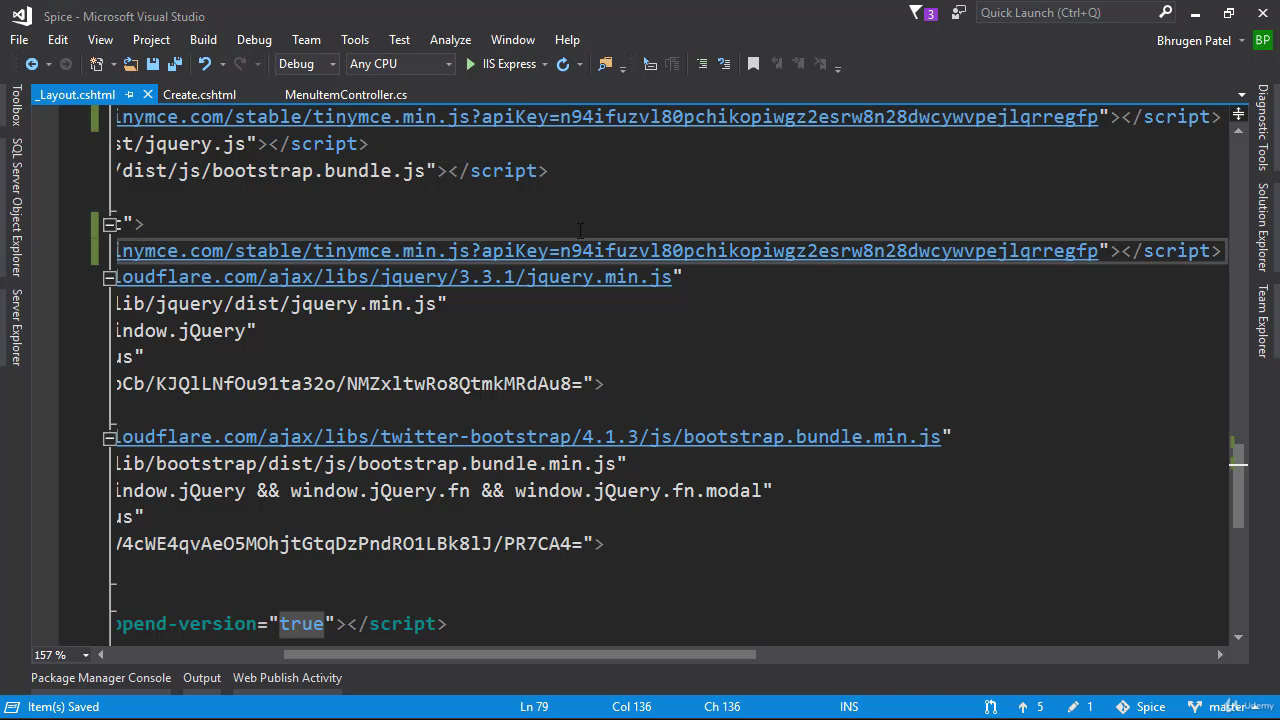 Spice - Microsoft Visual Studio
3
Quick Launch (Ctrl+Q)
File Edit View Project Build Debug Team Tools Test Analyze Window Help
Bhrugen Patel
BP
Debug
Any CPU
IIS Express
_Layout.cshtml
Create.cshtml
MenuItemController.cs
Toolbox
SQL Server Object Explorer
Server Explorer
inymce.com/stable/tinymce.min.js?apiKey=n94ifuzvl80pchikopiwgz2esrw8n28dwcywvpejlqrregfp"></script>
st/jquery.js"></script>
/dist/js/bootstrap.bundle.js"></script>
">
inymce.com/stable/tinymce.min.js?apiKey=n94ifuzvl80pchikopiwgz2esrw8n28dwcywvpejlqrregfp"></script>
loudflare.com/ajax/libs/jquery/3.3.1/jquery.min.js"
lib/jquery/dist/jquery.min.js"
indow.jQuery"
us"
Cb/KJQlLNfOu91ta32o/NMZxltwRo8QtmkMRdAu8=">
loudflare.com/ajax/libs/twitter-bootstrap/4.1.3/js/bootstrap.bundle.min.js"
lib/bootstrap/dist/js/bootstrap.bundle.min.js"
indow.jQuery && window.jQuery.fn && window.jQuery.fn.modal"
us"
/4cWE4qvAeO5MOhjtGtqDzPndRO1LBk8lJ/PR7CA4=">
ppend-version="true"></script>
Diagnostic Tools
Solution Explorer
Team Explorer
157 %
Package Manager Console
Output
Web Publish Activity
Item(s) Saved
Ln 79
Col 136
Ch 136
INS
5
1
Spice
master
Udemy